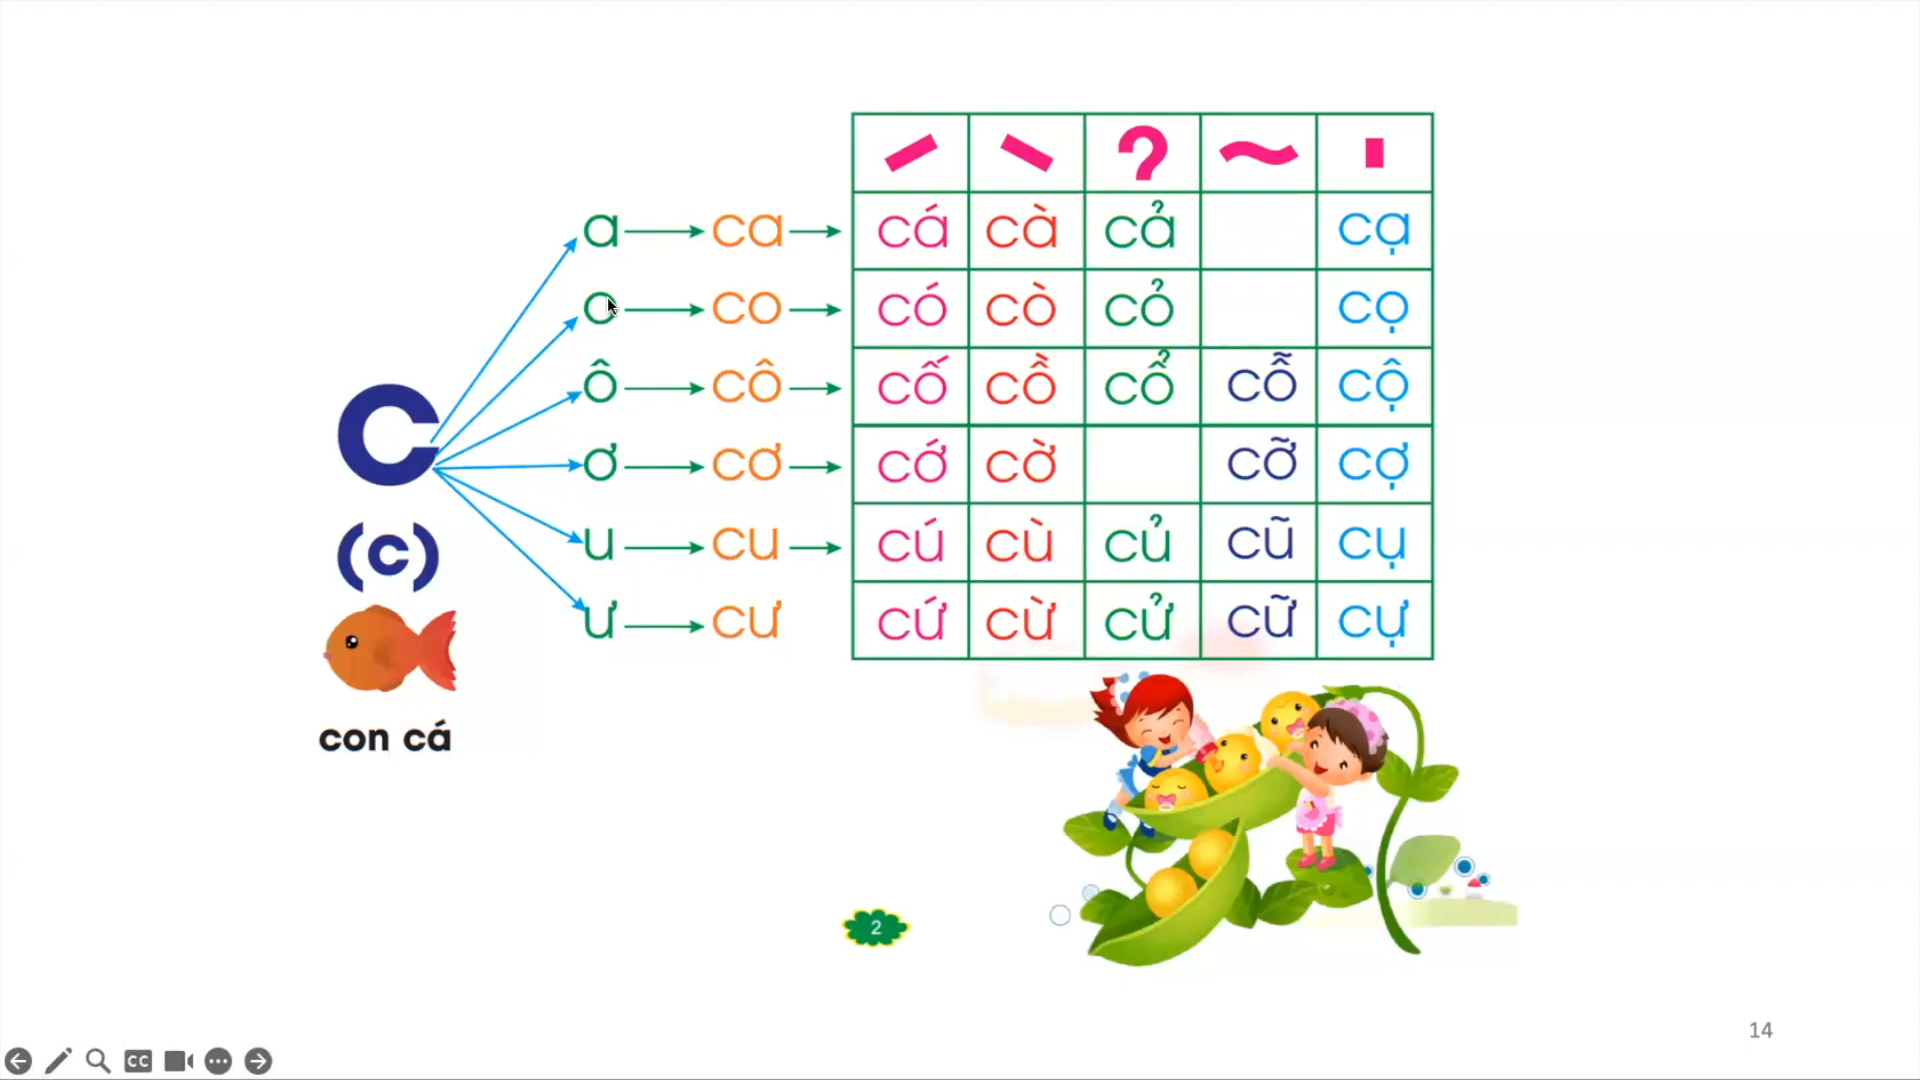 ? ~
a ca cá cà cả cạ
o co có cò cỏ cọ
ô cô cố cồ cổ cỗ cộ
ơ cơ cớ cờ cỡ cợ
u cu cú cù củ cũ cụ
ư cư cứ cừ cử cữ cự
C
(c)
con cá
2
14
CC